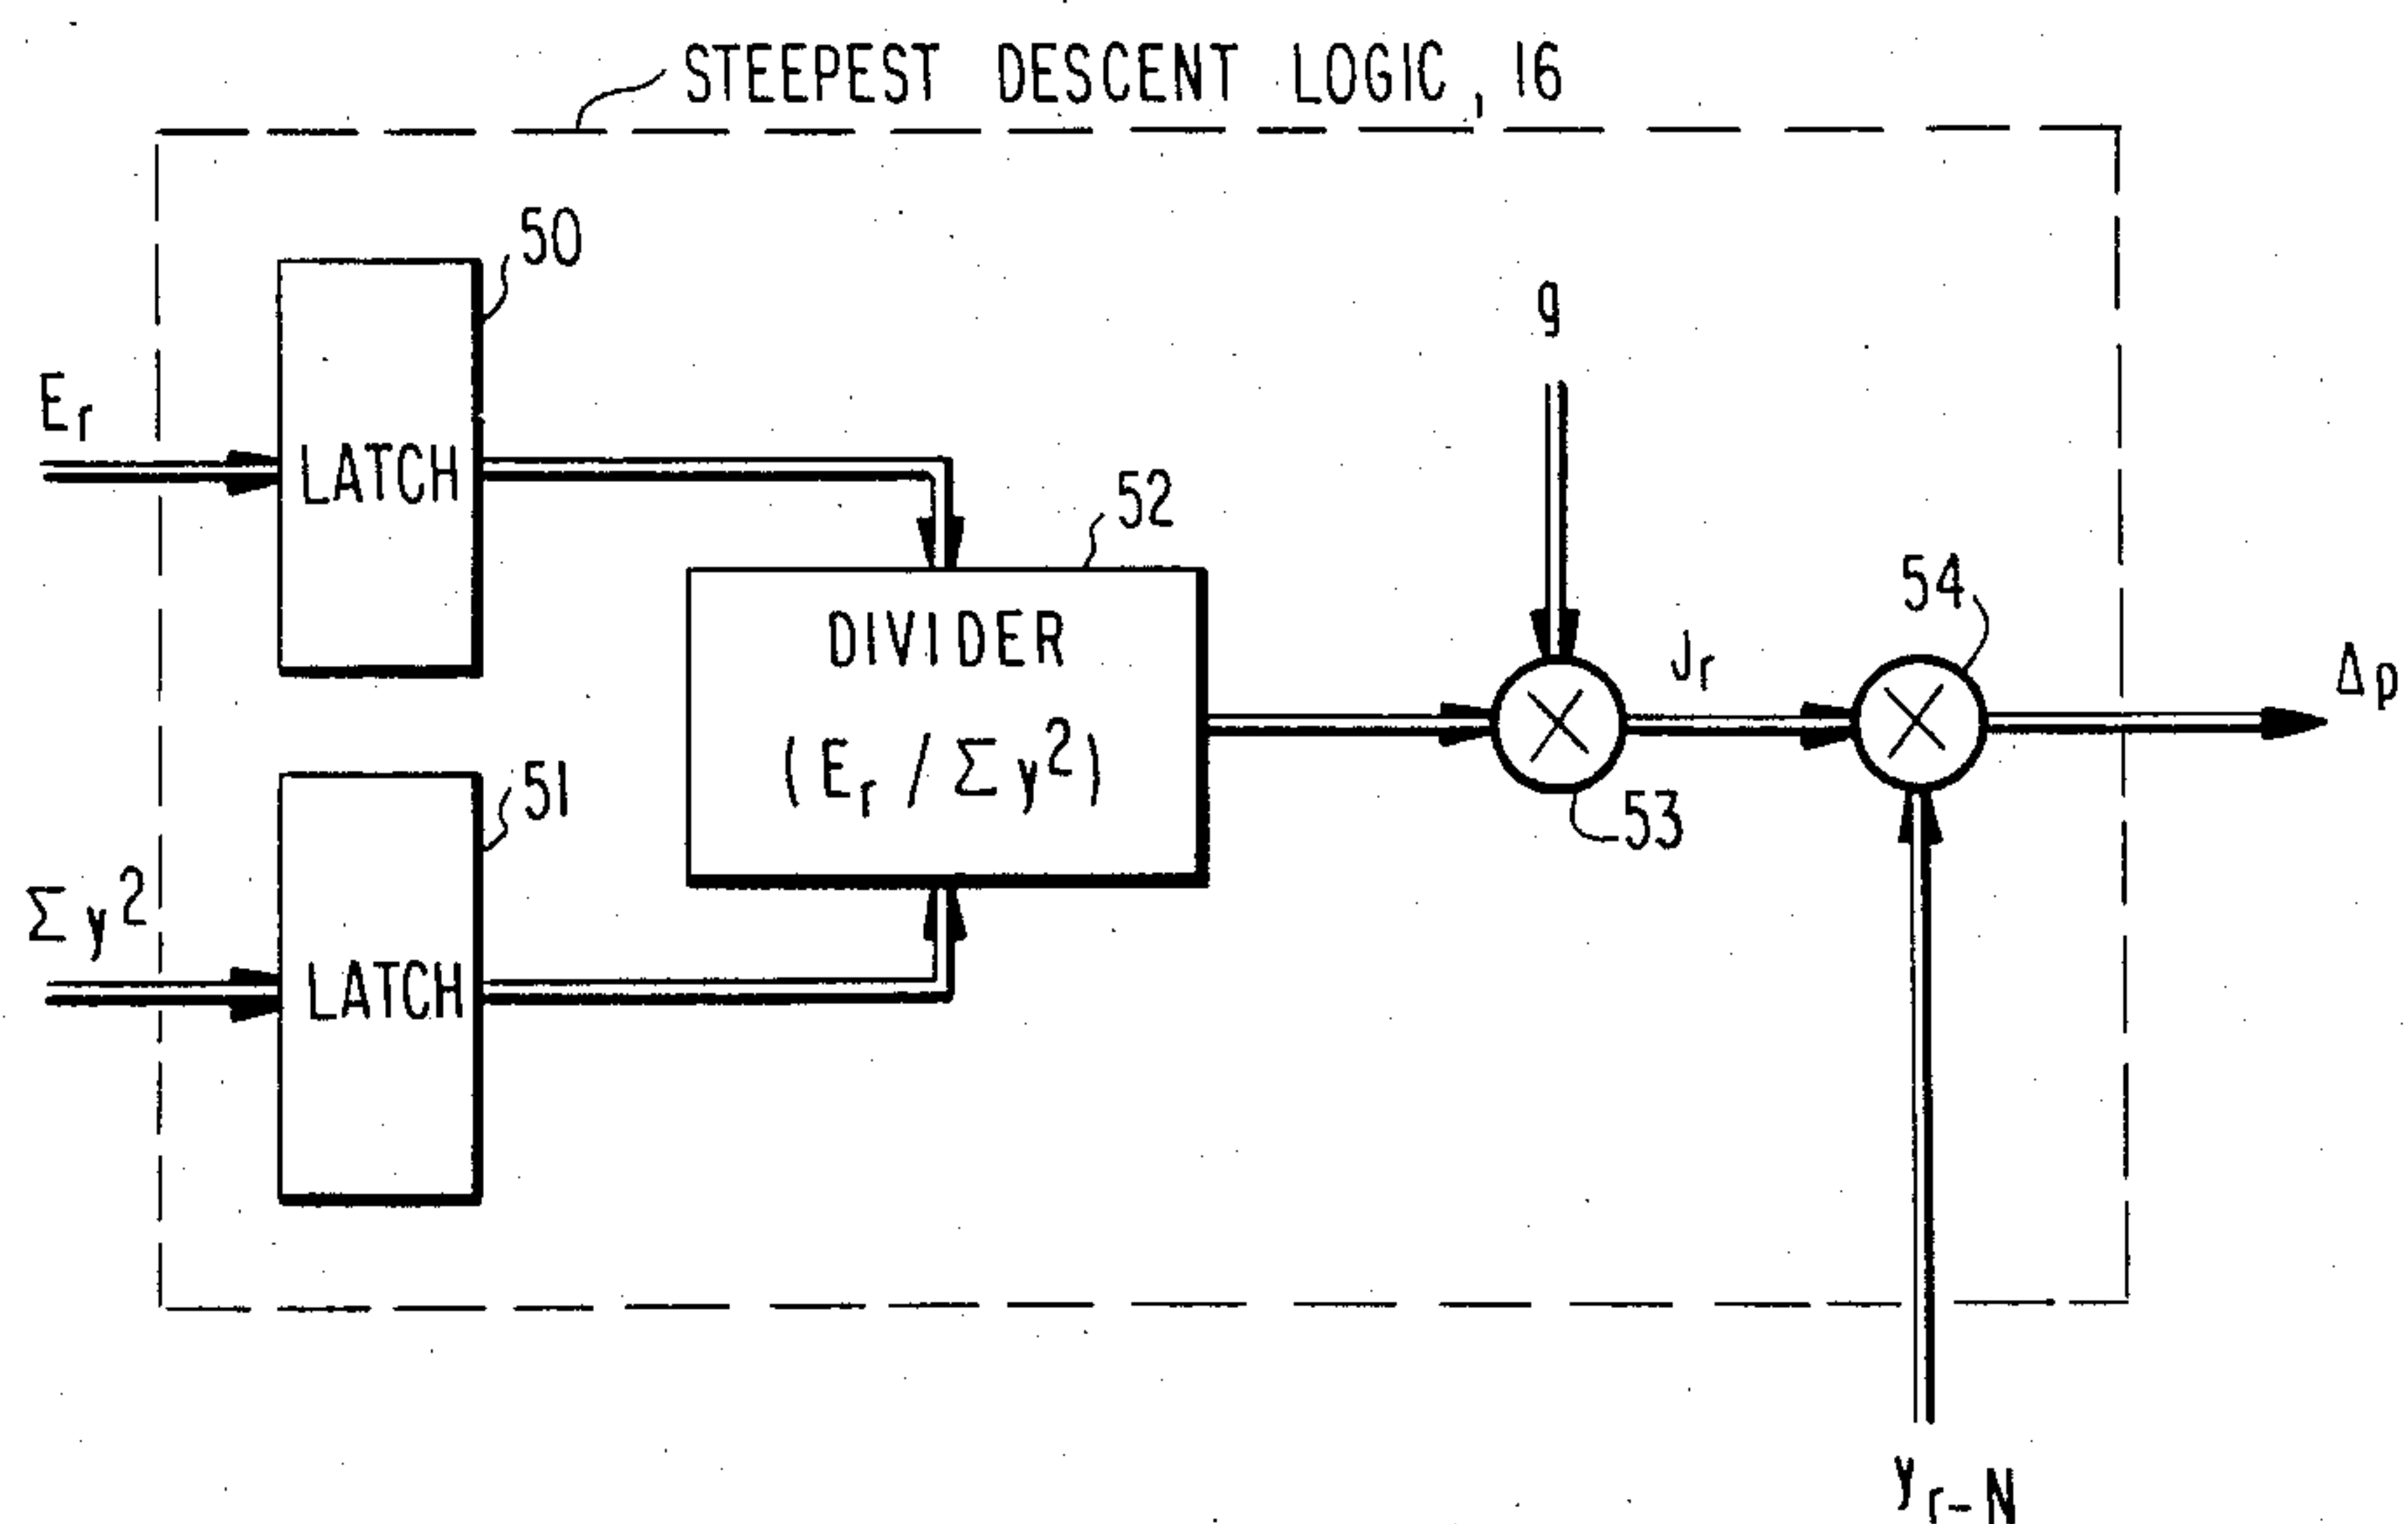 STEEPEST DESCENT LOGIC, 16
50
g
Er
LATCH
52
DIVIDER
(Er / Σy²)
54
Jr
Δp
53
51
Σy²
LATCH
yr-N